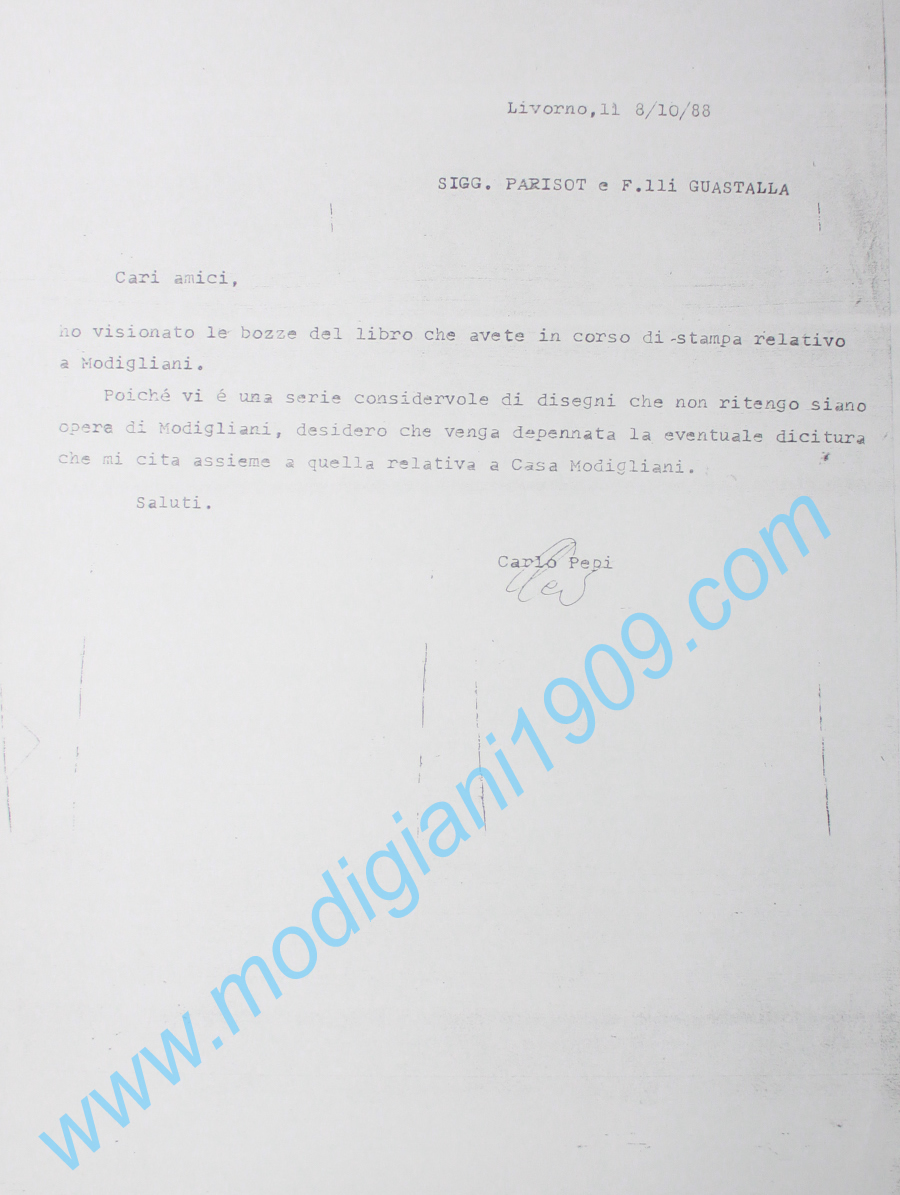 Livorno,li 8/10/88
SIGG. PARISOT e F.lli GUASTALLA
Cari amici,
ho visionato le bozze del libro che avete in corso di-stampa relativo
a Modigliani.
Poiché vi é una serie considervole di disegni che non ritengo siano
opera di Modigliani, desidero che venga depennata la eventuale dicitura
che mi cita assieme a quella relativa a Casa Modigliani.
Saluti.
Carlo Pepi
www.modigiani1909.com